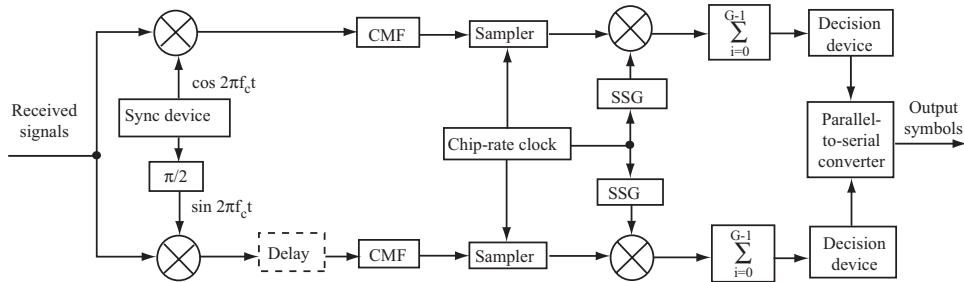 CMF
Sampler
G-1
∑
i=0
Decision
device
cos 2πf_ct
SSG
Received
signals
Sync device
Chip-rate clock
Parallel-
to-serial
converter
Output
symbols
π/2
SSG
sin 2πf_ct
Delay
CMF
Sampler
G-1
∑
i=0
Decision
device